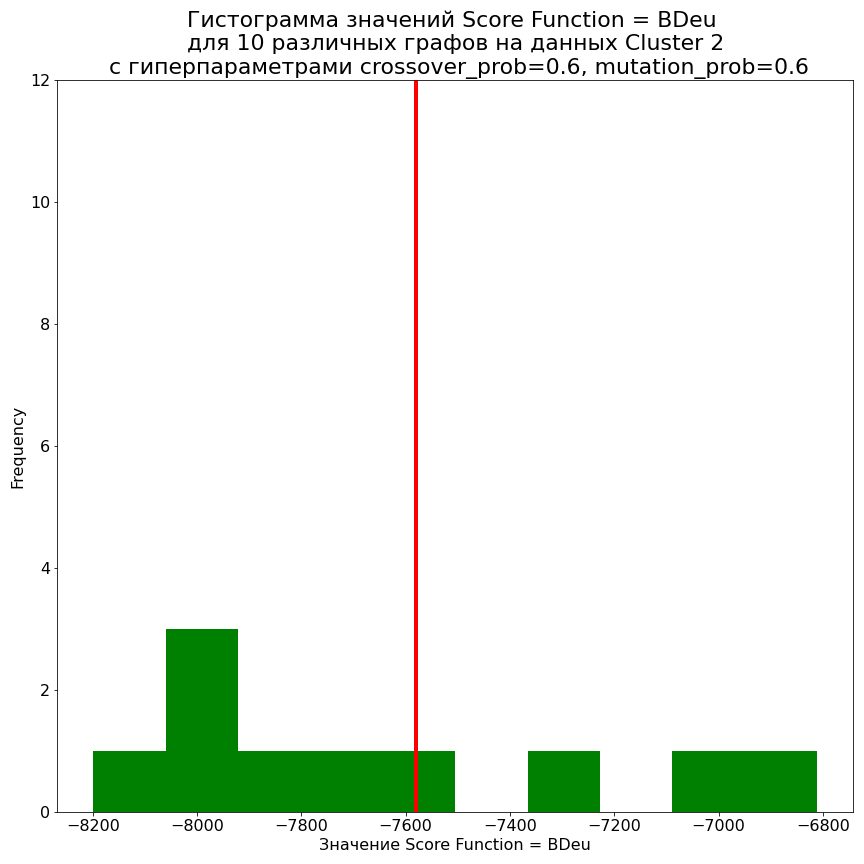 Гистограмма значений Score Function = BDeu
для 10 различных графов на данных Cluster 2
с гиперпараметрами crossover_prob=0.6, mutation_prob=0.6
12
10
8
6
4
2
0
Frequency
−8200 −8000 −7800 −7600 −7400 −7200 −7000 −6800
Значение Score Function = BDeu